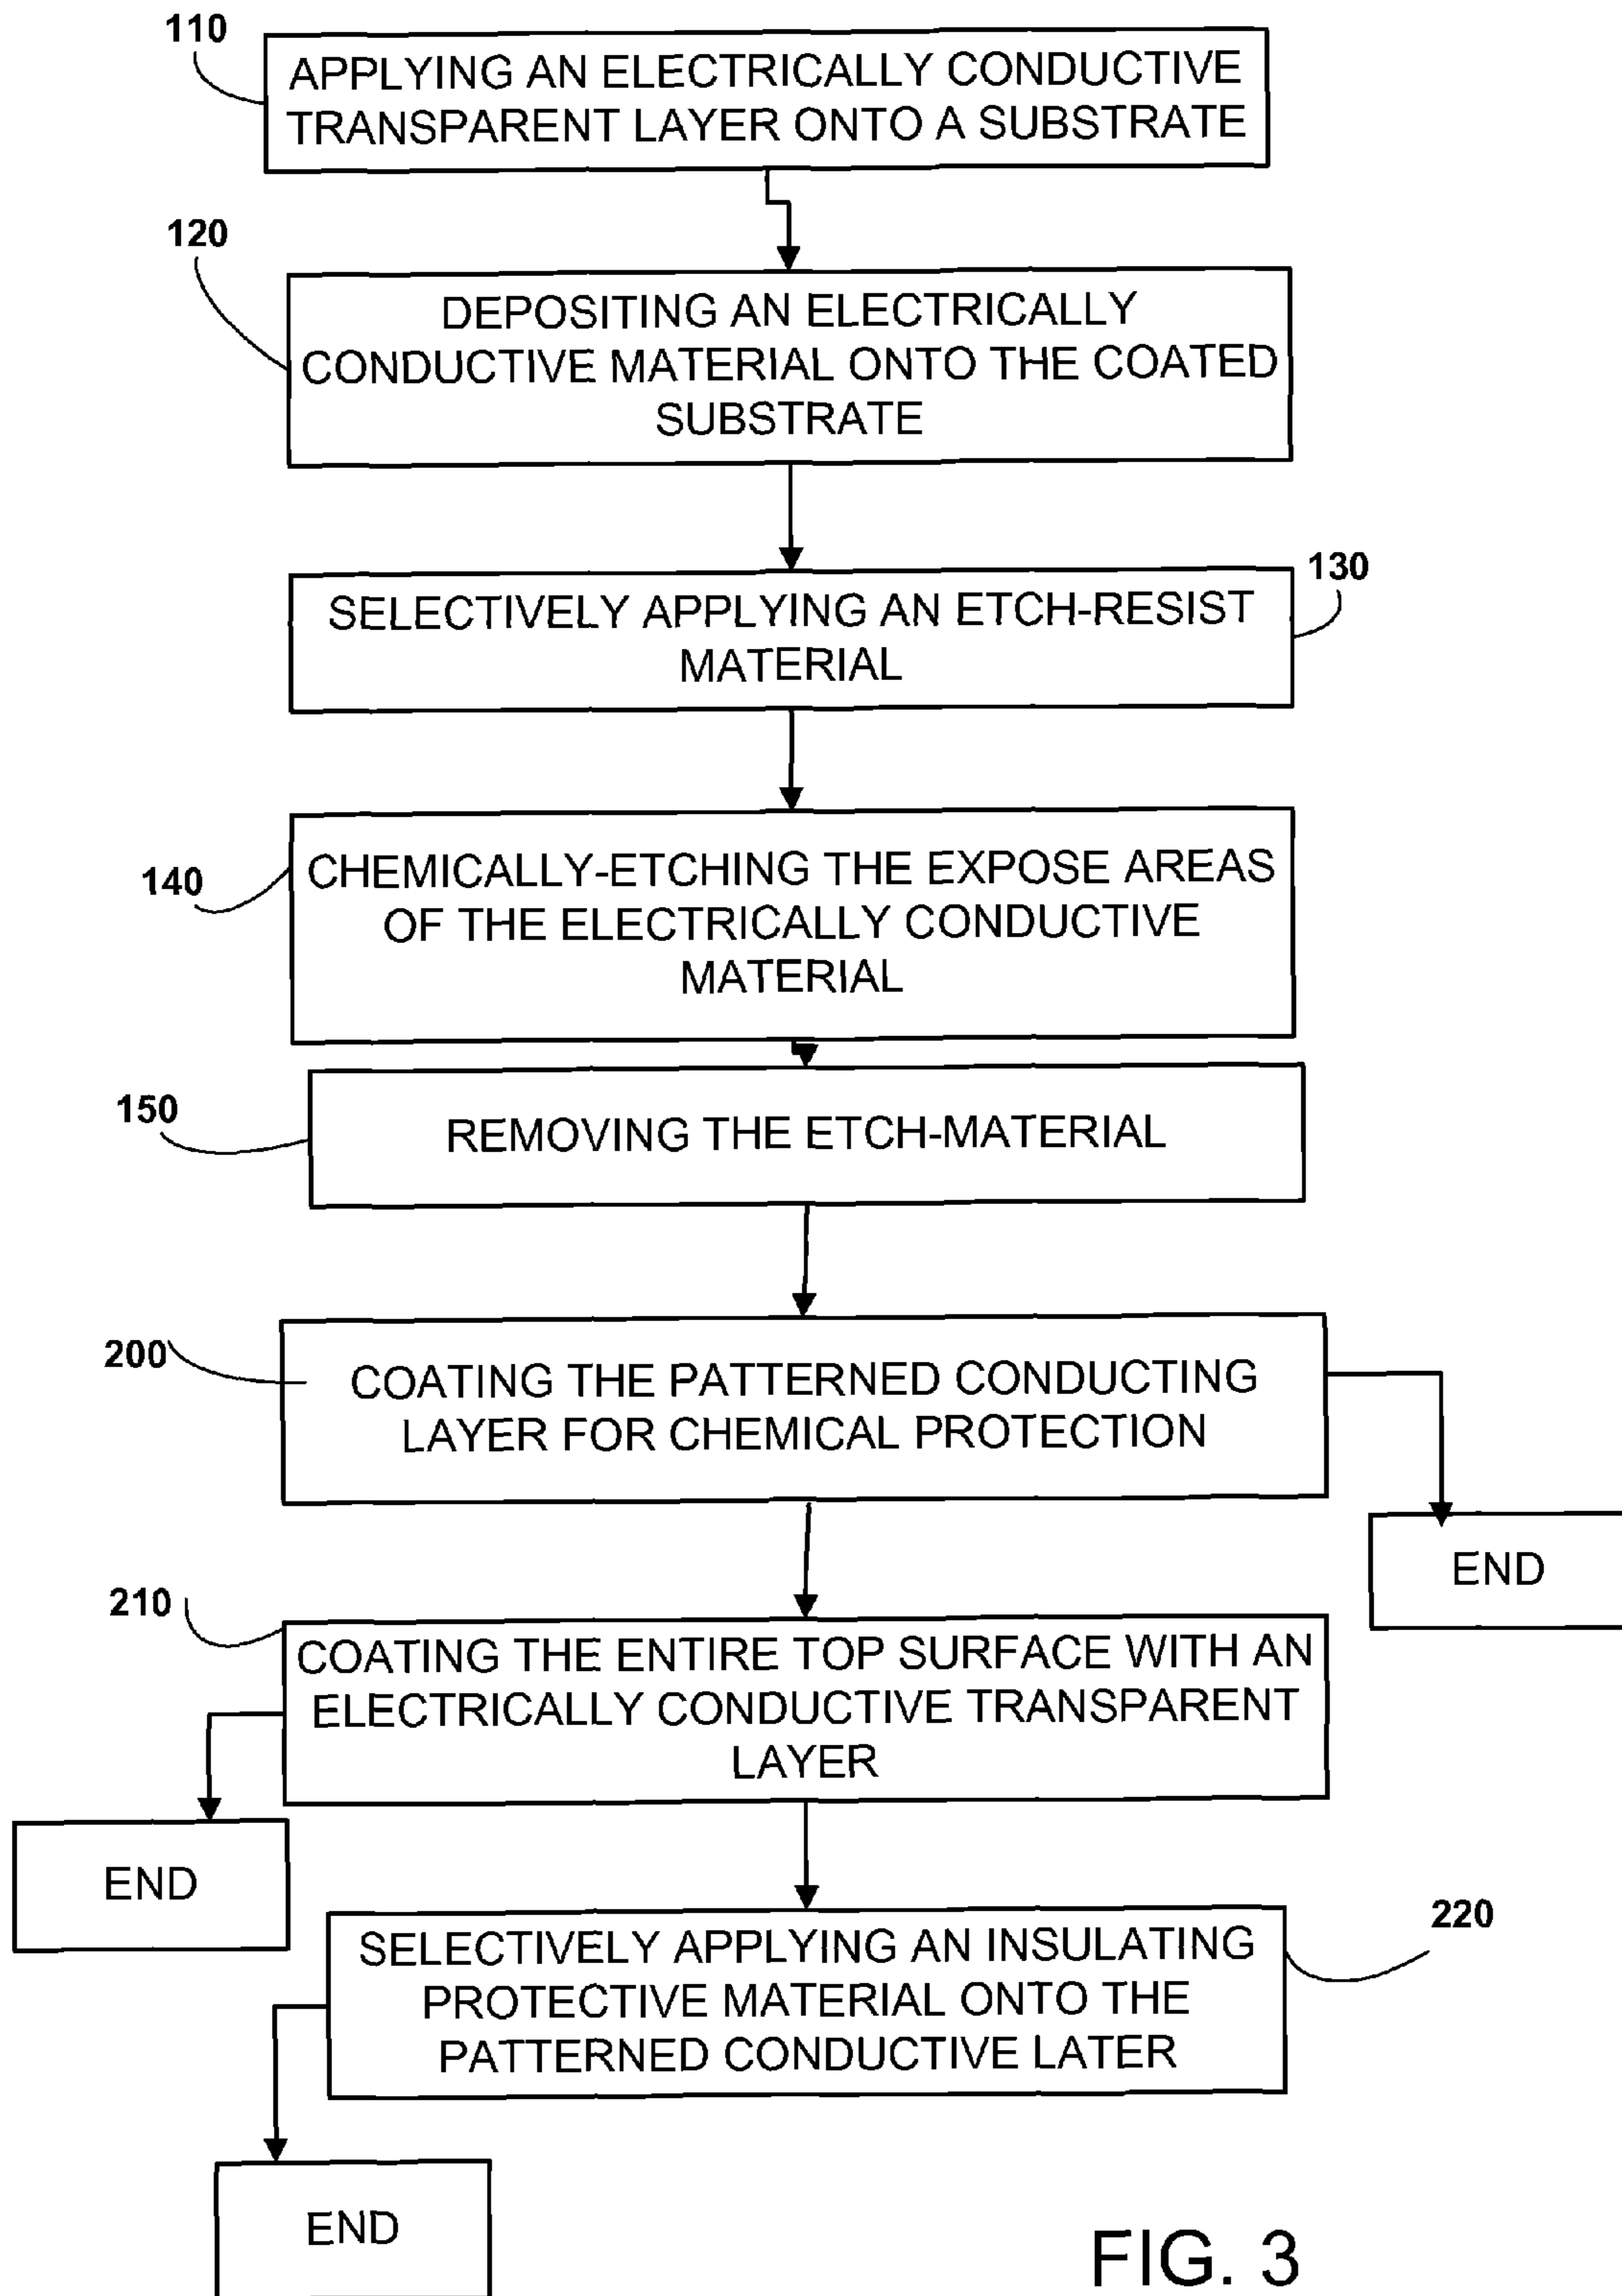 110
APPLYING AN ELECTRICALLY CONDUCTIVE
TRANSPARENT LAYER ONTO A SUBSTRATE
120
DEPOSITING AN ELECTRICALLY
CONDUCTIVE MATERIAL ONTO THE COATED
SUBSTRATE
130
SELECTIVELY APPLYING AN ETCH-RESIST
MATERIAL
140
CHEMICALLY-ETCHING THE EXPOSE AREAS
OF THE ELECTRICALLY CONDUCTIVE
MATERIAL
150
REMOVING THE ETCH-MATERIAL
200
COATING THE PATTERNED CONDUCTING
LAYER FOR CHEMICAL PROTECTION
END
210
COATING THE ENTIRE TOP SURFACE WITH AN
ELECTRICALLY CONDUCTIVE TRANSPARENT
LAYER
END
220
SELECTIVELY APPLYING AN INSULATING
PROTECTIVE MATERIAL ONTO THE
PATTERNED CONDUCTIVE LATER
END
FIG. 3